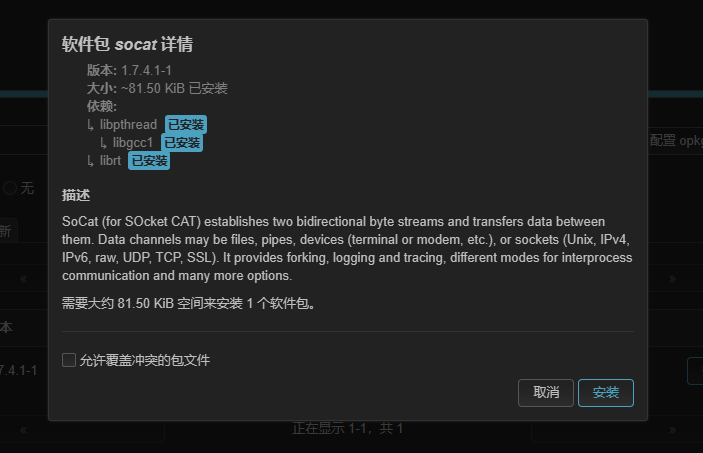 软件包 socat 详情
版本: 1.7.4.1-1
大小: ~81.50 KiB 已安装
依赖:
↳ libpthread 已安装
↳ libgcc1 已安装
↳ librt 已安装
配置 opkg
无
描述
新
SoCat (for SOcket CAT) establishes two bidirectional byte streams and transfers data between
them. Data channels may be files, pipes, devices (terminal or modem, etc.), or sockets (Unix, IPv4,
IPv6, raw, UDP, TCP, SSL). It provides forking, logging and tracing, different modes for interprocess
communication and many more options.
« »
需要大约 81.50 KiB 空间来安装 1 个软件包。
本
允许覆盖冲突的包文件
7.4.1-1
取消 安装
« 正在显示 1-1，共 1 »